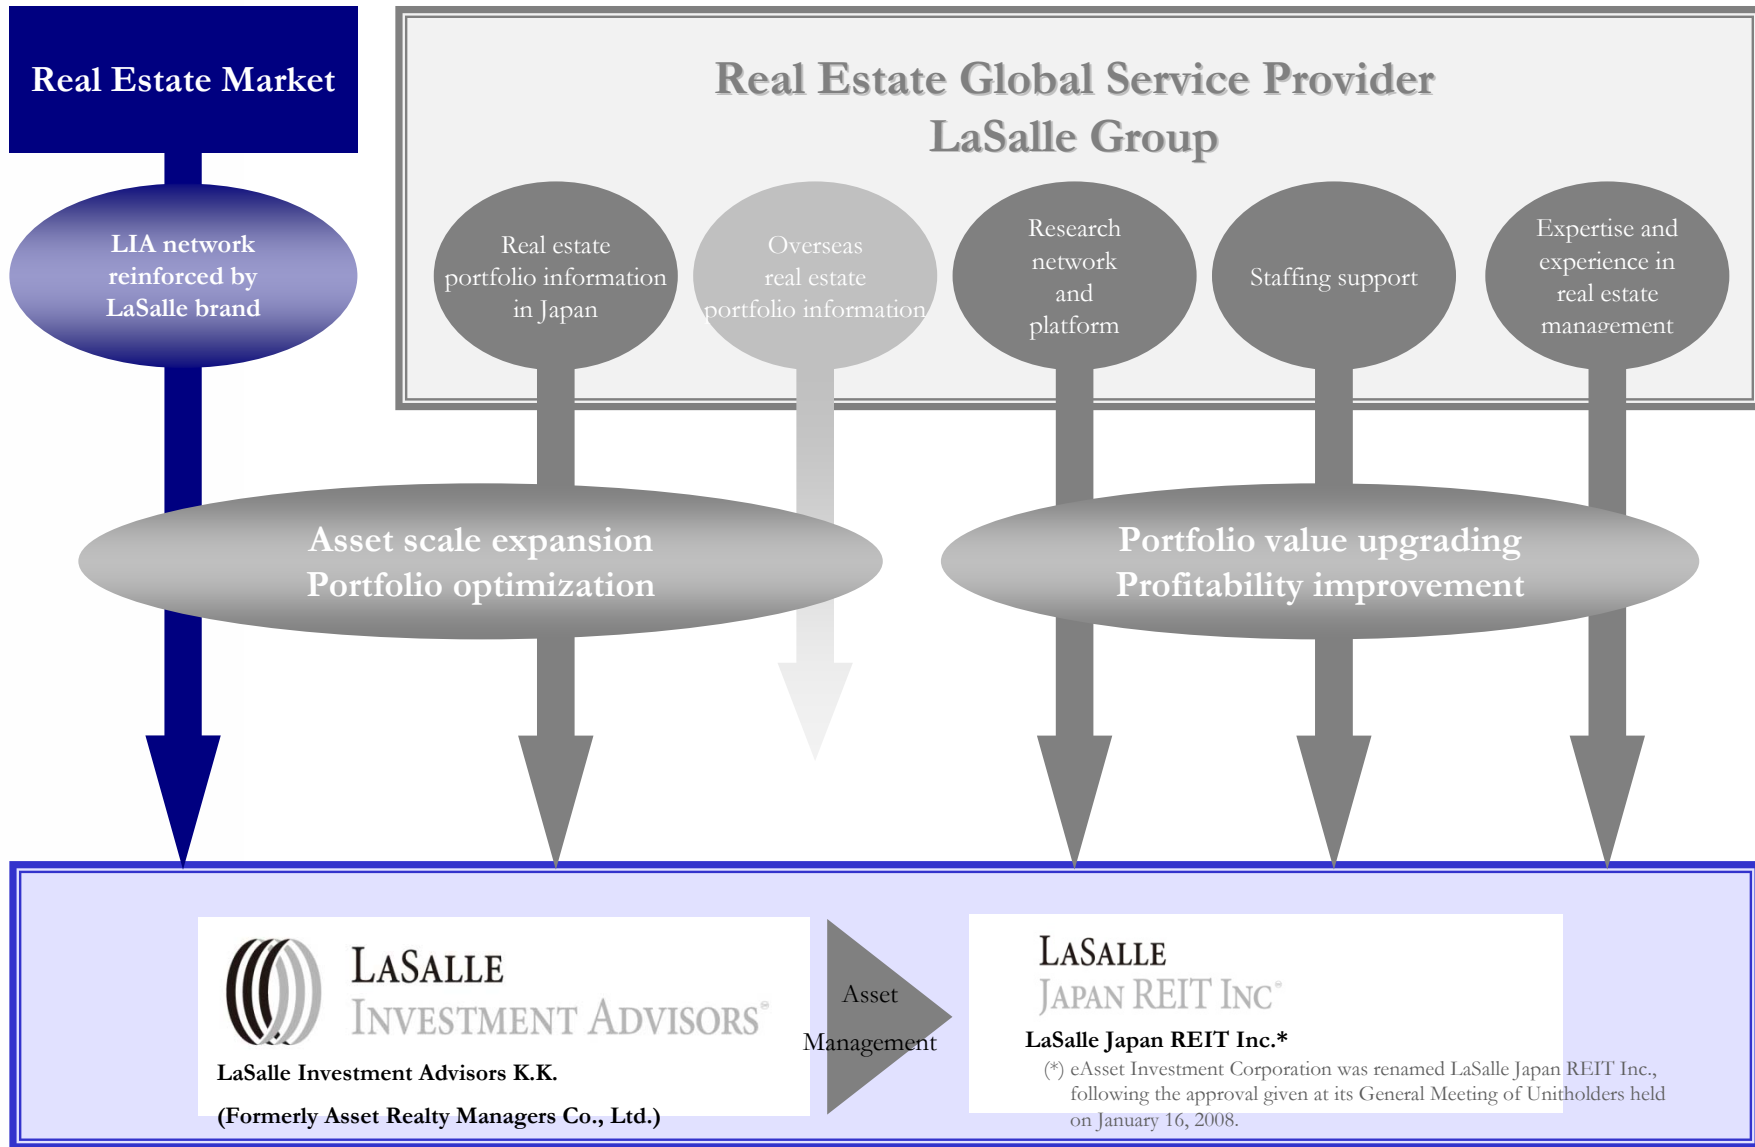 Real Estate Market
Real Estate Global Service Provider
LaSalle Group
LIA network
reinforced by
LaSalle brand
Real estate
portfolio information
in Japan
Overseas
real estate
portfolio information
Research
network
and
platform
Staffing support
Expertise and
experience in
real estate
management
Asset scale expansion
Portfolio optimization
Portfolio value upgrading
Profitability improvement
LASALLE
INVESTMENT ADVISORS
LaSalle Investment Advisors K.K.
(Formerly Asset Realty Managers Co., Ltd.)
Asset
Management
LASALLE
JAPAN REIT INC
LaSalle Japan REIT Inc.*
(*) eAsset Investment Corporation was renamed LaSalle Japan REIT Inc.,
following the approval given at its General Meeting of Unitholders held
on January 16, 2008.